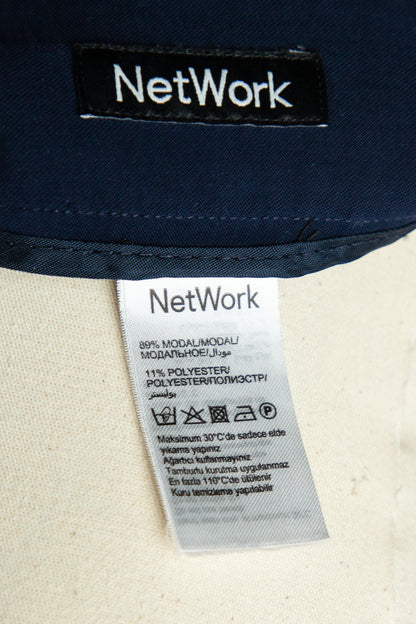 NetWork
NetWork
89% MODAL/MODAL/
МОДАЛЬНОЕ/مودال
11% POLYESTER/
POLYESTER/ПОЛИЭСТР/
بوليستر
P
Maksimum 30°C'de sadece elde
yıkama yapınız
Ağartıcı kullanmayınız
Tamburlu kurutma uygulanmaz
En fazla 110°C'de ütülenir
Kuru temizleme yapılabilir